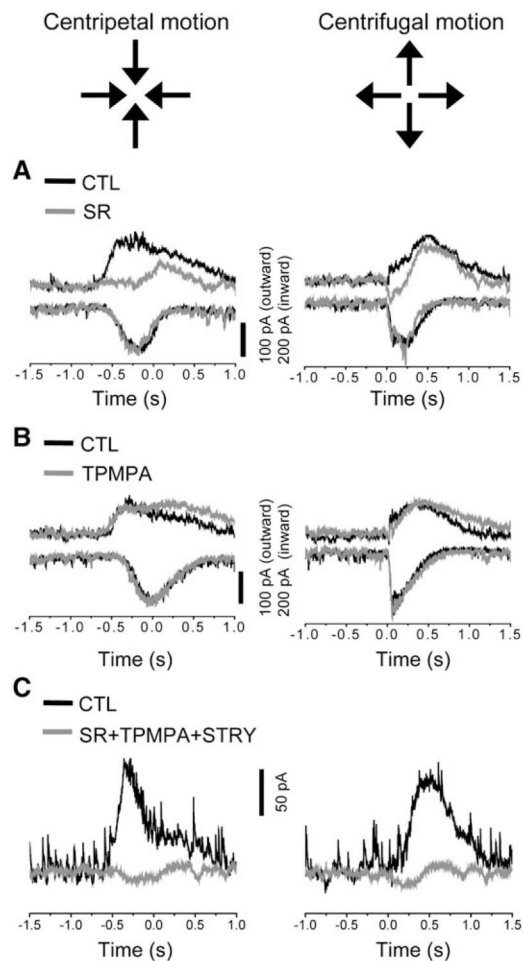 Centripetal motion
Centrifugal motion
A
CTL
SR
100 pA (outward)
200 pA (inward)
-1.5 -1.0 -0.5 0.0 0.5 1.0
-1.0 -0.5 0.0 0.5 1.0 1.5
Time (s)
Time (s)
B
CTL
TPMPA
100 pA (outward)
200 pA (inward)
-1.5 -1.0 -0.5 0.0 0.5 1.0
-1.0 -0.5 0.0 0.5 1.0 1.5
Time (s)
Time (s)
C
CTL
SR+TPMPA+STRY
50 pA
-1.5 -1.0 -0.5 0.0 0.5 1.0
-1.0 -0.5 0.0 0.5 1.0 1.5
Time (s)
Time (s)